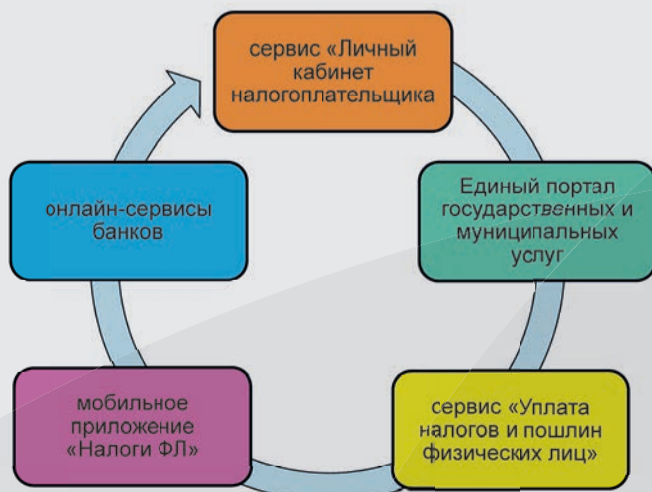 сервис «Личный
кабинет
налогоплательщика
Единый портал
государственных и
муниципальных
услуг
сервис «Уплата
налогов и пошлин
физических лиц»
мобильное
приложение
«Налоги ФЛ»
онлайн-сервисы
банков